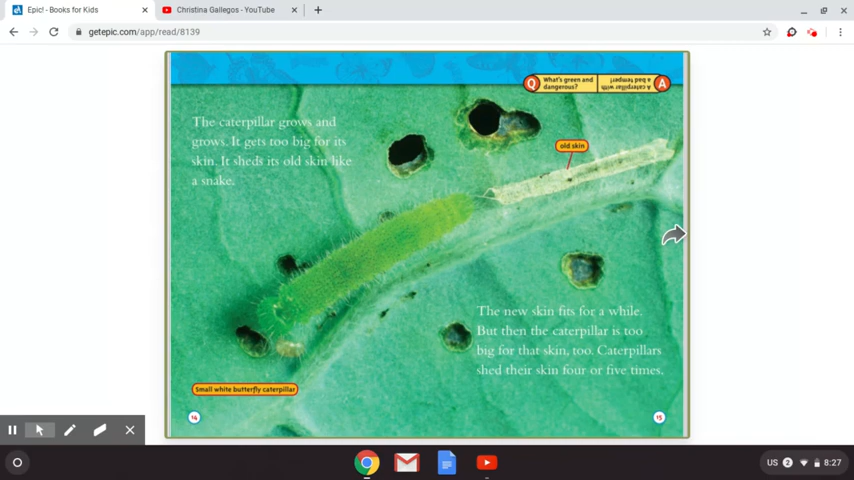 Epic! - Books for Kids
Christina Gallegos - YouTube
getepic.com/app/read/8139
Q What's green and
dangerous?
A caterpillar with
a bad temper! A
The caterpillar grows and
grows. It gets too big for its
skin. It sheds its old skin like
a snake.
old skin
The new skin fits for a while.
But then the caterpillar is too
big for that skin, too. Caterpillars
shed their skin four or five times.
Small white butterfly caterpillar
14
15
US 2 8:27